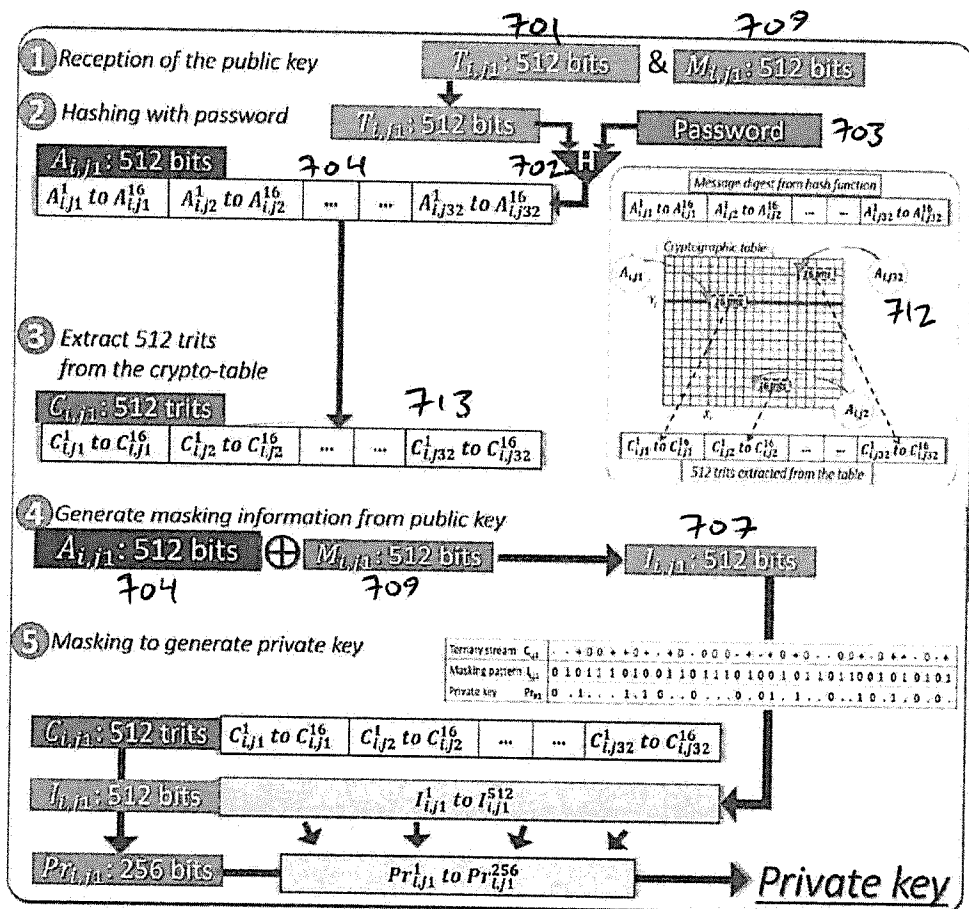 701
709
1 Reception of the public key
T_{i,j1}: 512 bits & M_{i,j1}: 512 bits
2 Hashing with password
T_{i,j1}: 512 bits
Password 703
H 702
A_{i,j1}: 512 bits
704
A^1_{i,j1} to A^16_{i,j1} A^1_{i,j2} to A^16_{i,j2} ... ... A^1_{i,j32} to A^16_{i,j32}
Message digest from hash function
A^1_{i,j1} to A^16_{i,j1} A^1_{i,j2} to A^16_{i,j2} ... ... A^1_{i,j32} to A^16_{i,j32}
Cryptographic table
A_{i,j1}
A_{i,j32}
712
A_{i,j2}
C^1_{i,j1} to C^16_{i,j1} C^1_{i,j2} to C^16_{i,j2} ... ... C^1_{i,j32} to C^16_{i,j32}
512 trits extracted from the table
3 Extract 512 trits
from the crypto-table
C_{i,j1}: 512 trits
713
C^1_{i,j1} to C^16_{i,j1} C^1_{i,j2} to C^16_{i,j2} ... ... C^1_{i,j32} to C^16_{i,j32}
4 Generate masking information from public key
707
A_{i,j1}: 512 bits ⊕ M_{i,j1}: 512 bits I_{i,j1}: 512 bits
704 709
5 Masking to generate private key
Ternary stream
Masking pattern
Private key
C_{i,j1}: 512 trits C^1_{i,j1} to C^16_{i,j1} C^1_{i,j2} to C^16_{i,j2} ... ... C^1_{i,j32} to C^16_{i,j32}
I_{i,j1}: 512 bits I^1_{i,j1} to I^512_{i,j1}
Pr_{i,j1}: 256 bits Pr^1_{i,j1} to Pr^256_{i,j1} Private key